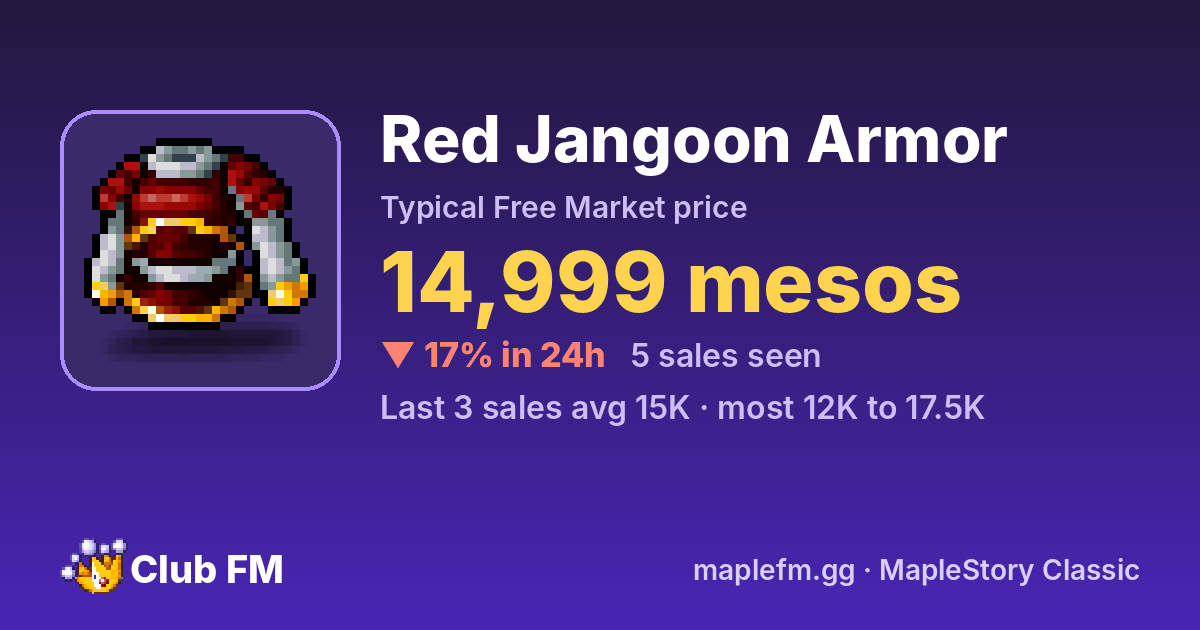 Red Jangoon Armor
Typical Free Market price
14,999 mesos
▼ 17% in 24h 5 sales seen
Last 3 sales avg 15K · most 12K to 17.5K
Club FM
maplefm.gg · MapleStory Classic